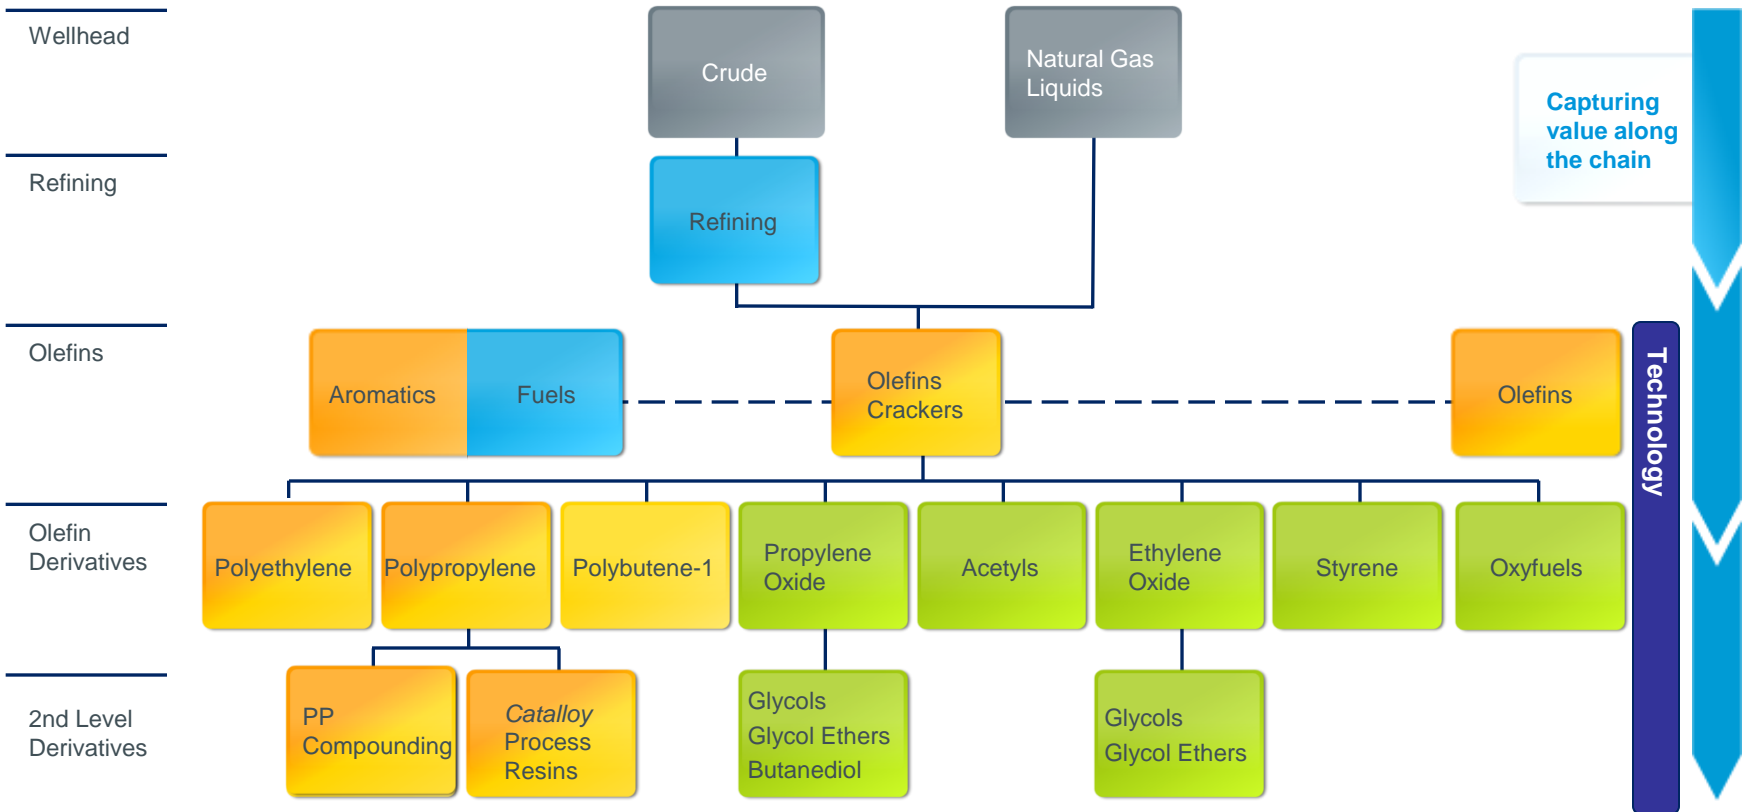 Wellhead
Crude
Natural Gas
Liquids
Capturing
value along
the chain
Refining
Refining
Olefins
Aromatics
Fuels
Olefins
Crackers
Olefins
Technology
Olefin
Derivatives
Polyethylene
Polypropylene
Polybutene-1
Propylene
Oxide
Acetyls
Ethylene
Oxide
Styrene
Oxyfuels
2nd Level
Derivatives
PP
Compounding
Catalloy
Process
Resins
Glycols
Glycol Ethers
Butanediol
Glycols
Glycol Ethers